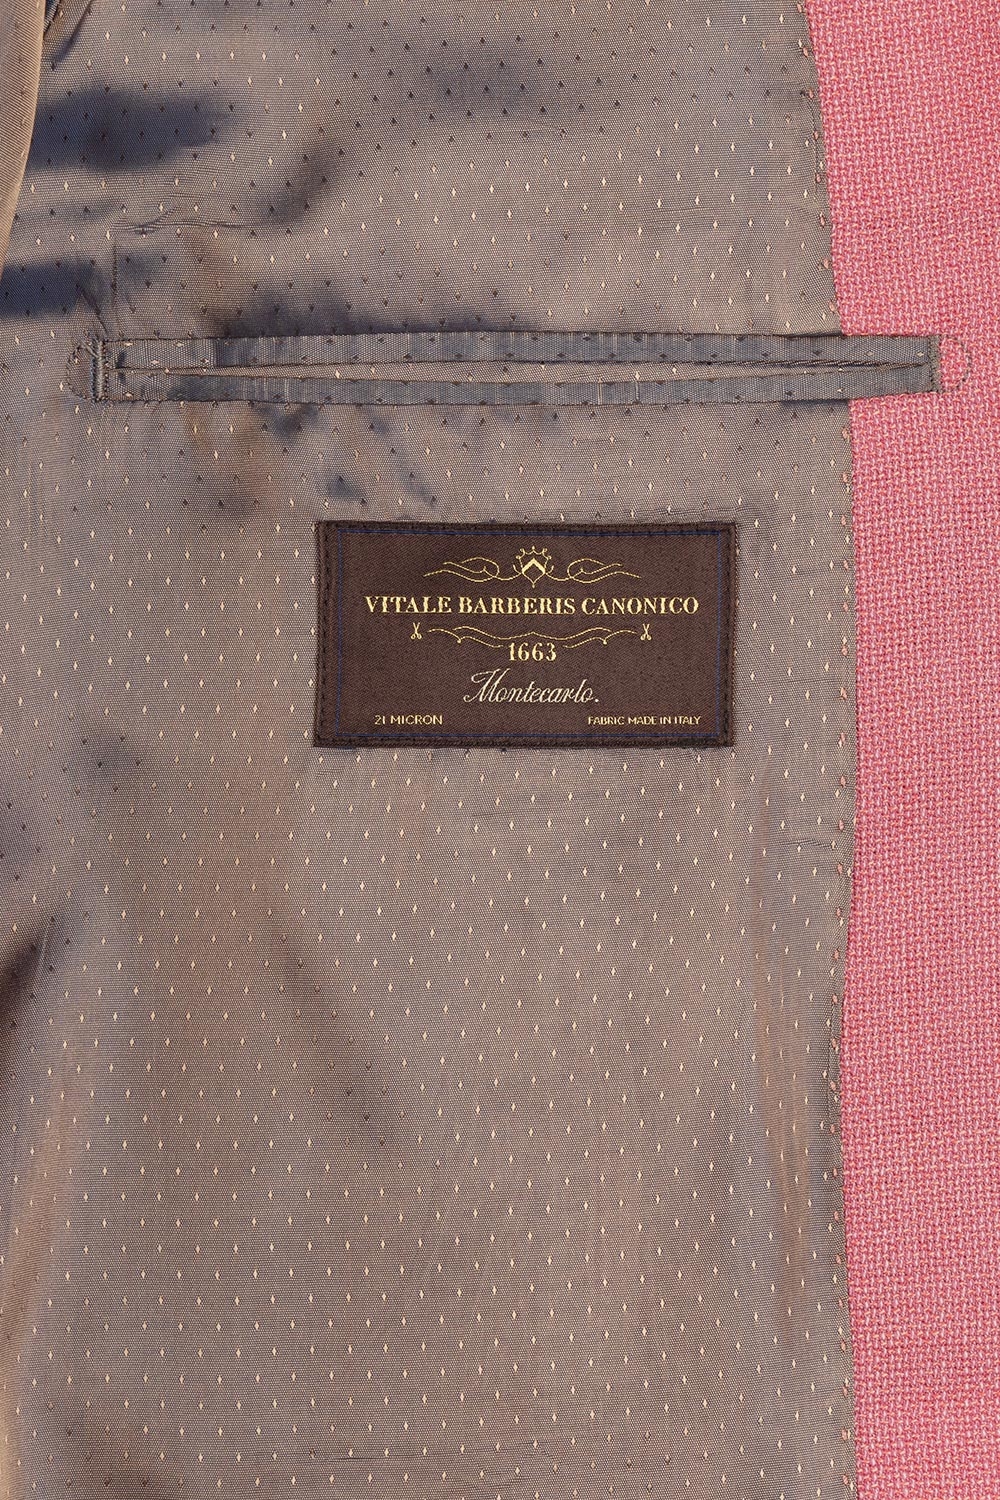 VITALE BARBERIS CANONICO
1663
Montecarlo.
21 MICRON
FABRIC MADE IN ITALY